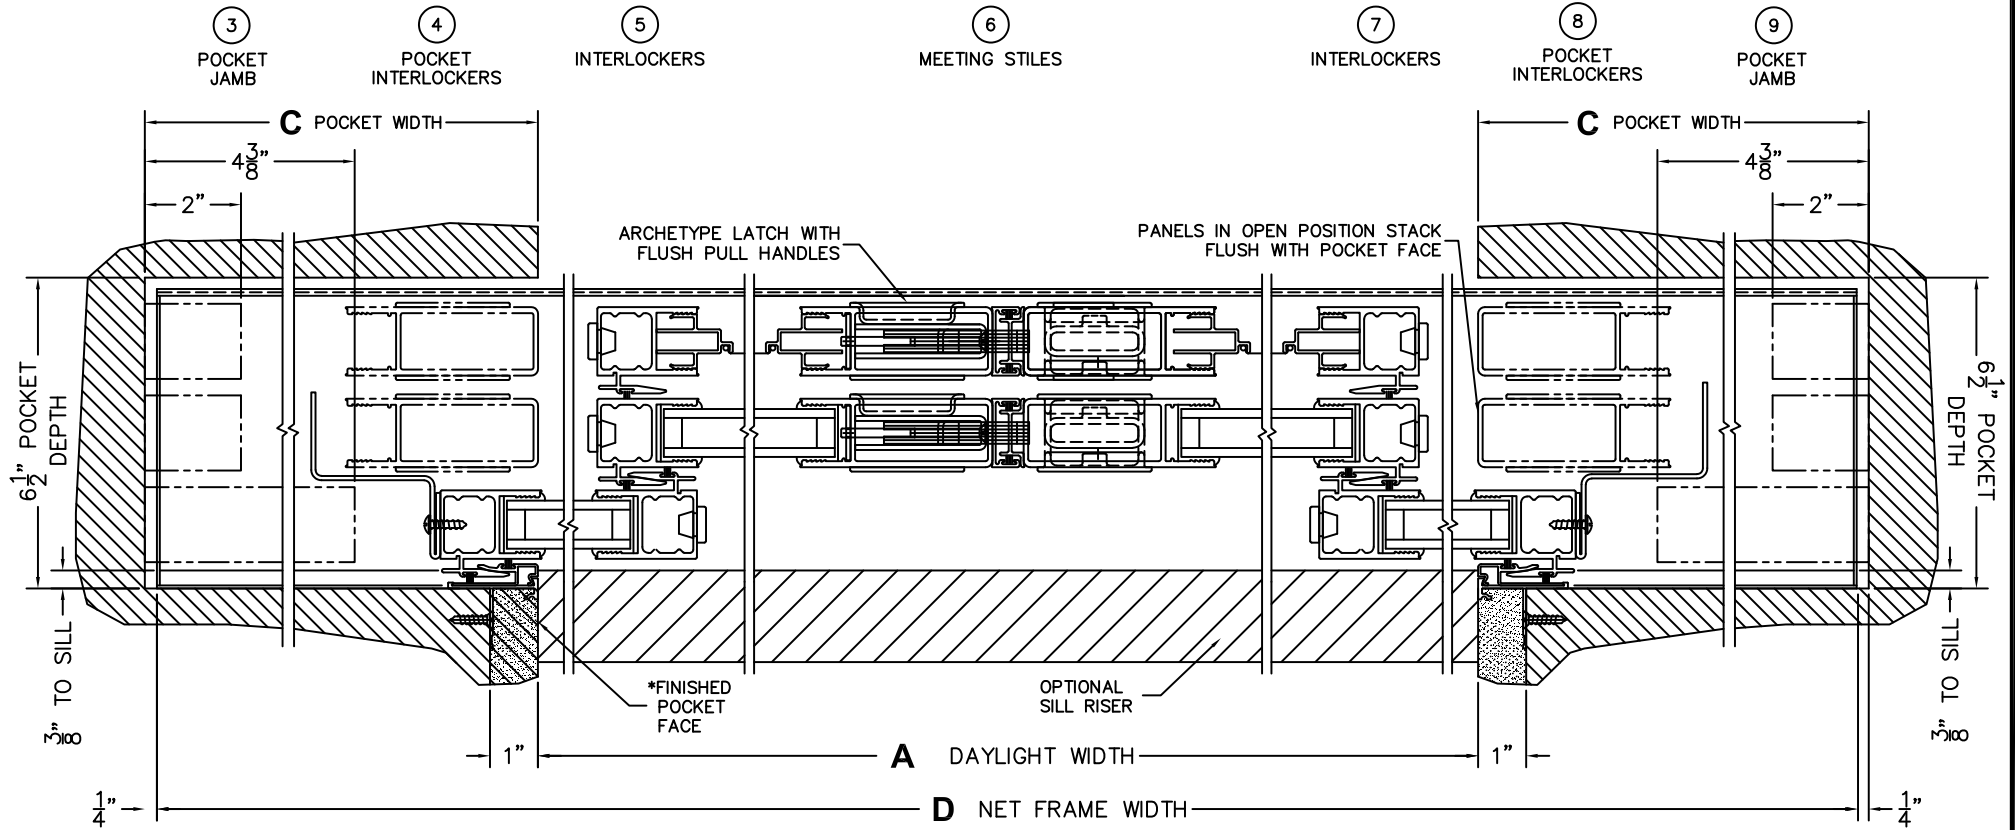 3
POCKET
JAMB
4
POCKET
INTERLOCKERS
5
INTERLOCKERS
6
MEETING STILES
7
INTERLOCKERS
8
POCKET
INTERLOCKERS
9
POCKET
JAMB
C POCKET WIDTH
C POCKET WIDTH
4 3/8"
4 3/8"
2"
2"
ARCHETYPE LATCH WITH
FLUSH PULL HANDLES
PANELS IN OPEN POSITION STACK
FLUSH WITH POCKET FACE
6 1/2" POCKET
DEPTH
6 1/2" POCKET
DEPTH
3/8" TO SILL
3/8" TO SILL
*FINISHED
POCKET
FACE
OPTIONAL
SILL RISER
1"
A DAYLIGHT WIDTH
1"
1/4"
D NET FRAME WIDTH
1/4"